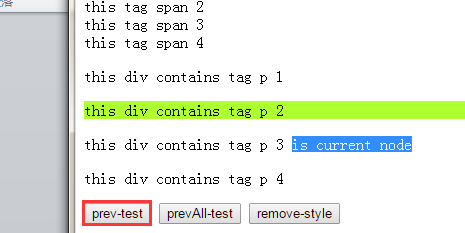 客
this tag span 2
this tag span 3
this tag span 4
this div contains tag p 1
this div contains tag p 2
this div contains tag p 3 is current node
this div contains tag p 4
prev-test prevAll-test remove-style